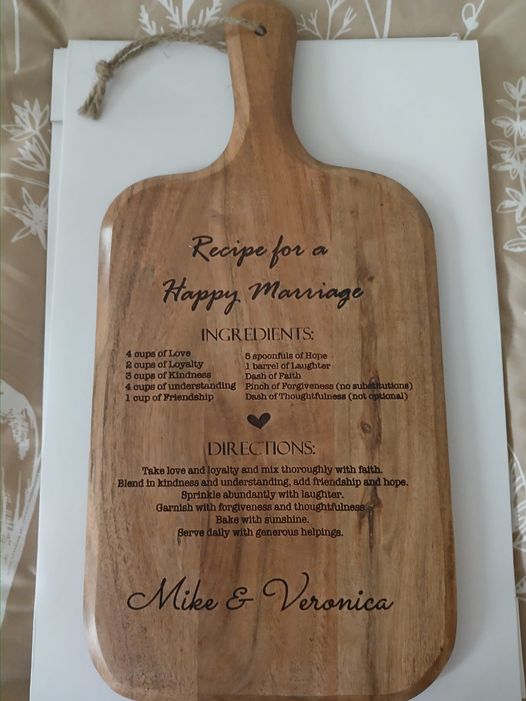 Recipe for a
Happy Marriage
INGREDIENTS:
4 cups of Love
2 cups of Loyalty
3 cups of Kindness
4 cups of understanding
1 cup of Friendship
5 spoonfuls of Hope
1 barrel of Laughter
Dash of Faith
Pinch of Forgiveness (no substitutions)
Dash of Thoughtfulness (not optional)
DIRECTIONS:
Take love and loyalty and mix thoroughly with faith.
Blend in kindness and understanding, add friendship and hope.
Sprinkle abundantly with laughter.
Garnish with forgiveness and thoughtfulness.
Bake with sunshine.
Serve daily with generous helpings.
Mike & Veronica